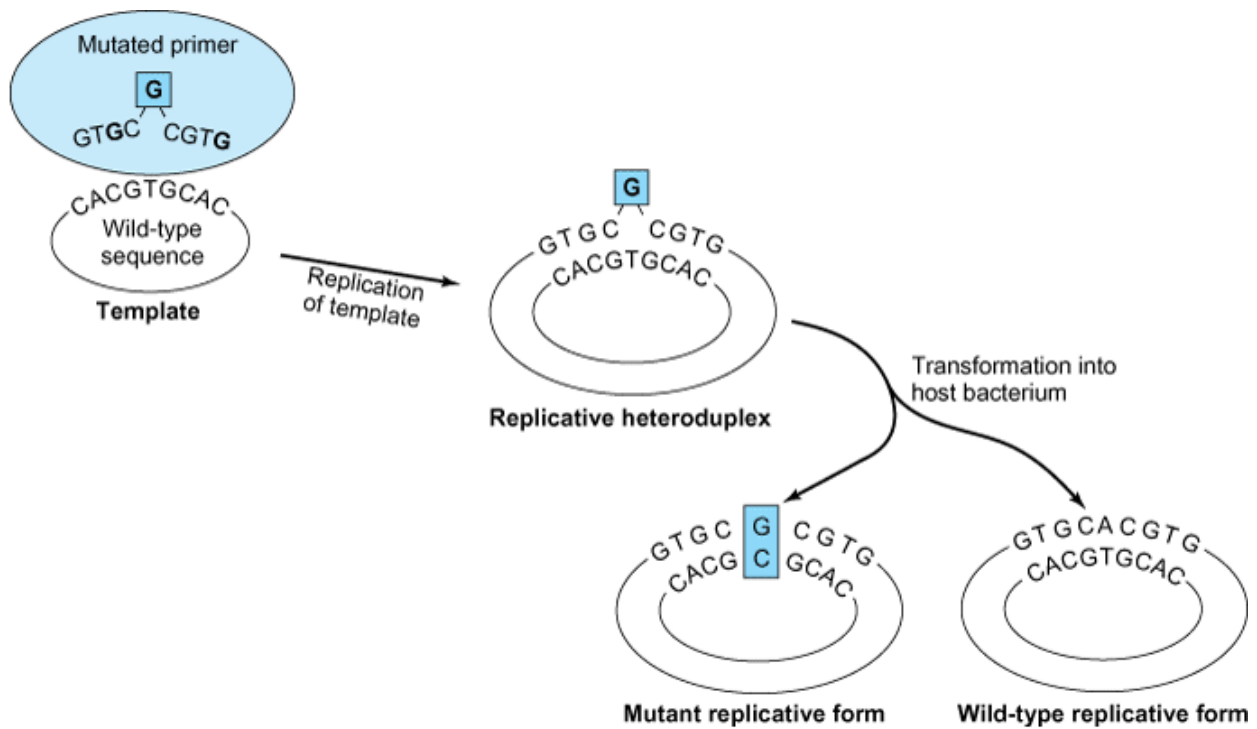 Mutated primer
G
GTGC CGTG
CACGTGCAC
Wild-type
sequence
Template
Replication
of template
G
GTGC CGTG
CACGTGCAC
Replicative heteroduplex
Transformation into
host bacterium
GTGC G CGTG
CACG C GCAC
Mutant replicative form
GTGCACGTG
CACGTGCAC
Wild-type replicative form